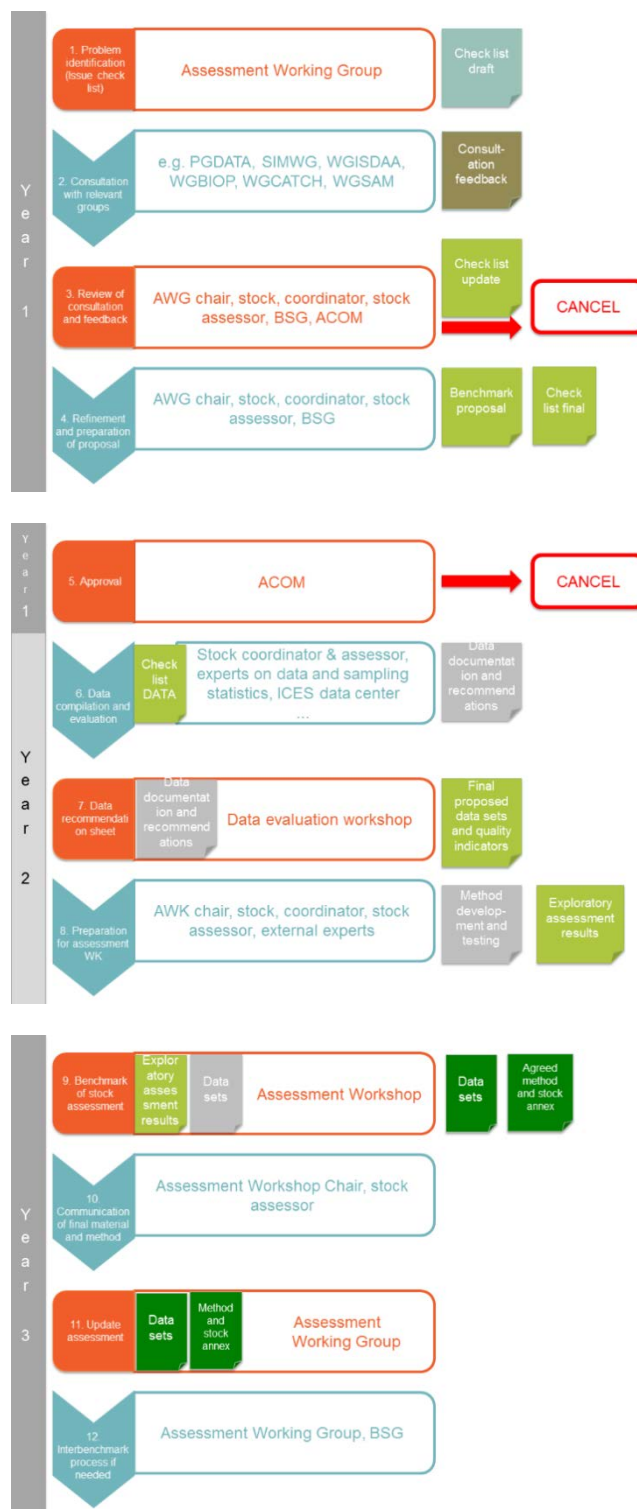 Year 1
1. Problem
identification
(Issue check
list)
Assessment Working Group
Check list
draft
2. Consultation
with relevant
groups
e.g. PGDATA, SIMWG, WGISDAA,
WGBIOP, WGCATCH, WGSAM
Consult-
ation
feedback
3. Review of
consultation
and feedback
AWG chair, stock, coordinator, stock
assessor, BSG, ACOM
Check list
update
CANCEL
4. Refinement
and preparation
of proposal
AWG chair, stock, coordinator, stock
assessor, BSG
Benchmark
proposal
Check
list final
Year 1
5. Approval
ACOM
CANCEL
Year 2
6. Data
compilation and
evaluation
Check
list
DATA
Stock coordinator & assessor,
experts on data and sampling
statistics, ICES data center
...
Data
documentat
ion and
recommend
ations
7. Data
recommendati
on sheet
Data
documentat
ion and
recommend
ations
Data evaluation workshop
Final
proposed
data sets
and quality
indicators
8. Preparation
for assessment
WK
AWK chair, stock, coordinator, stock
assessor, external experts
Method
develop-
ment and
testing
Exploratory
assessment
results
Year 3
9. Benchmark
of stock
assessment
Explor
atory
asses
sment
results
Data
sets
Assessment Workshop
Data
sets
Agreed
method
and stock
annex
10.
Communication
of final material
and method
Assessment Workshop Chair, stock
assessor
11. Update
assessment
Data
sets
Method
and
stock
annex
Assessment
Working Group
12.
Interbenchmark
process if
needed
Assessment Working Group, BSG